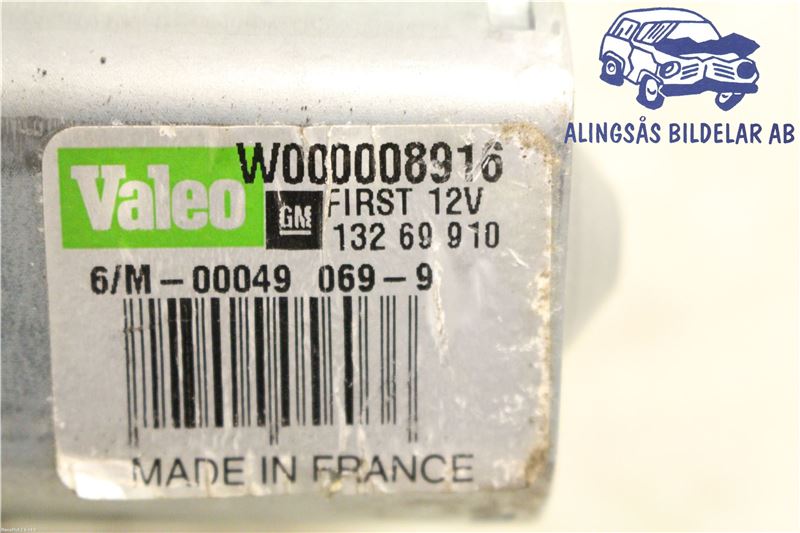 ALINGSÅS BILDELAR AB
W000008916
Valeo
GM
FIRST 12V
132 69 910
6/M-00049 069-9
MADE IN FRANCE